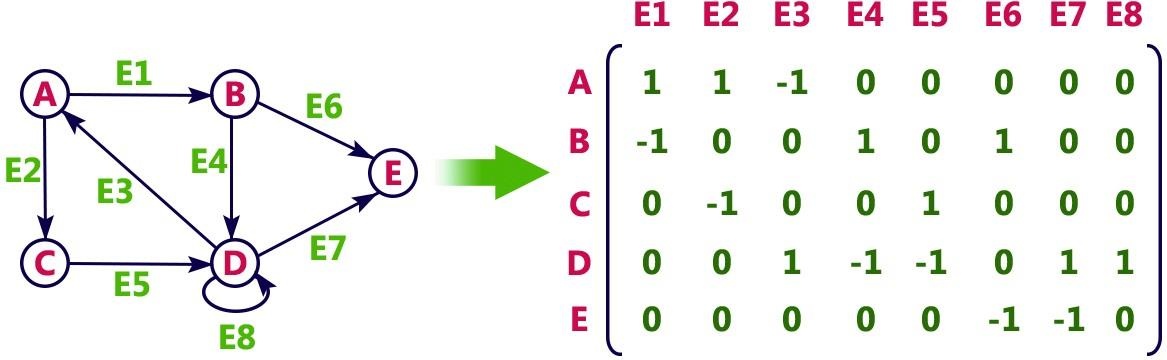 E1 E2 E3 E4 E5 E6 E7 E8
A 1 1 -1 0 0 0 0 0
B -1 0 0 1 0 1 0 0
C 0 -1 0 0 1 0 0 0
D 0 0 1 -1 -1 0 1 1
E 0 0 0 0 0 -1 -1 0
E1
A B
E6
E2 E3 E4
E
C D
E5 E7
E8